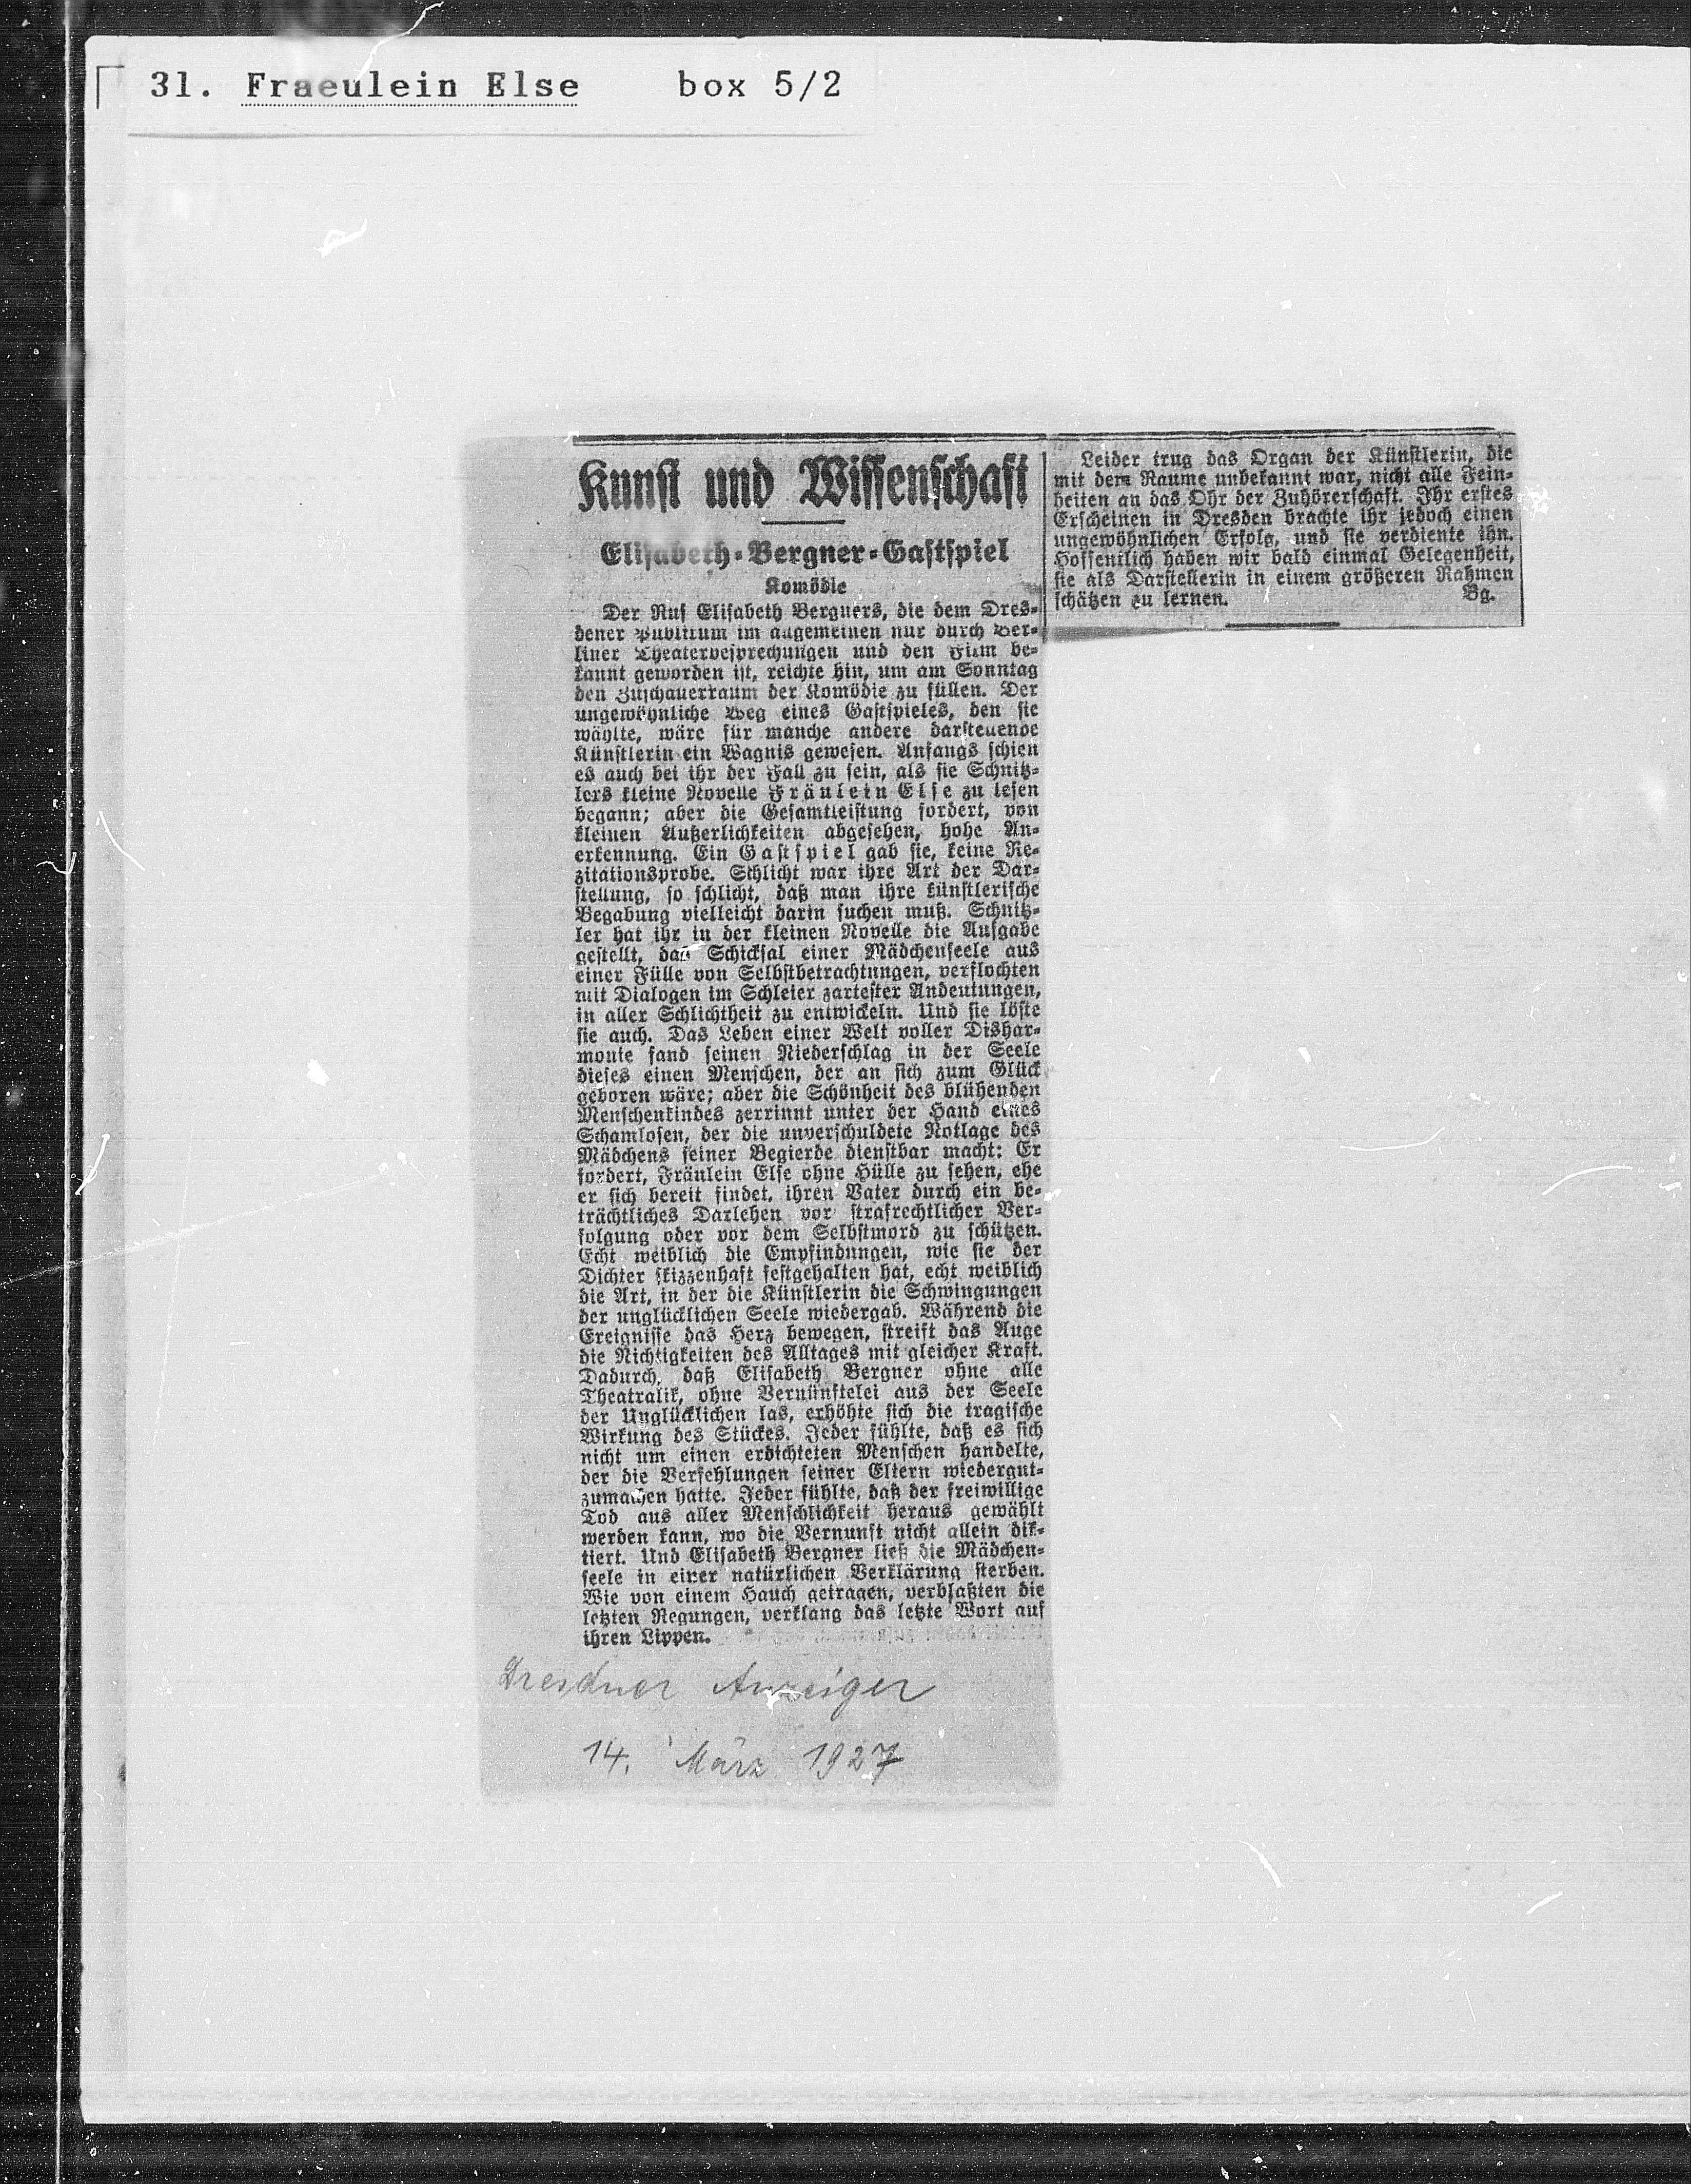 31. Fraeulein Else box 5/2
Kunst und Wissenschaft
Elisabeth-Bergner-Gastspiel
Komödie
Der Ruf Elisabeth Bergners, die dem Dres-
dener Publikum im allgemeinen nur durch Ber-
liner Theaterbesprechungen und den Film be-
kannt geworden ist, reichte hin, um am Sonntag
den Zuschauerraum der Komödie zu füllen. Der
ungewöhnliche Weg eines Gastspieles, den sie
wählte, wäre für manche andere darstellende
Künstlerin ein Wagnis gewesen. Anfangs schien
es auch bei ihr der Fall zu sein, als sie Schnitz-
lers kleine Novelle Fräulein Else zu lesen
begann; aber die Gesamtleistung fordert, von
kleinen Äußerlichkeiten abgesehen, hohe An-
erkennung. Ein Gastspiel gab sie, keine Re-
zitationsprobe. Schlicht war ihre Art der Dar-
stellung, so schlicht, daß man ihre künstlerische
Begabung vielleicht darin suchen muß. Schnitz-
ler hat ihr in der kleinen Novelle die Aufgabe
gestellt, das Schicksal einer Mädchenseele aus
einer Fülle von Selbstbetrachtungen, verflochten
mit Dialogen im Schleier zartester Andeutungen,
in aller Schlichtheit zu entwickeln. Und sie löste
sie auch. Das Leben einer Welt voller Dishar-
monie fand seinen Niederschlag in der Seele
dieses einen Menschen, der an sich zum Glück
geboren wäre; aber die Schönheit des blühenden
Menschenkindes zerrinnt unter der Hand eines
Schamlosen, der die unverschuldete Notlage des
Mädchens seiner Begierde dienstbar macht: Er
fordert, Fräulein Else ohne Hülle zu sehen, ehe
er sich bereit findet, ihren Vater durch ein be-
trächtliches Darlehen vor strafrechtlicher Ver-
folgung oder vor dem Selbstmord zu schützen.
Echt weiblich die Empfindungen, wie sie der
Dichter skizzenhaft festgehalten hat, echt weiblich
die Art, in der die Künstlerin die Schwingungen
der unglücklichen Seele wiedergab. Während die
Ereignisse das Herz bewegen, streift das Auge
die Nichtigkeiten des Alltages mit gleicher Kraft.
Dadurch, daß Elisabeth Bergner ohne alle
Theatralik, ohne Vernünftelei aus der Seele
der Unglücklichen las, erhöhte sich die tragische
Wirkung des Stückes. Jeder fühlte, daß es sich
nicht um einen erdichteten Menschen handelte,
der die Verfehlungen seiner Eltern wiedergut-
zumachen hatte. Jeder fühlte, daß der freiwillige
Tod aus aller Menschlichkeit heraus gewählt
werden kann, wo die Vernunft nicht allein dik-
tiert. Und Elisabeth Bergner ließ die Mädchen-
seele in einer natürlichen Verklärung sterben.
Wie von einem Hauch getragen, verblaßten die
letzten Regungen, verklang das letzte Wort auf
ihren Lippen.
Leider trug das Organ der Künstlerin, die
mit dem Raume unbekannt war, nicht alle Fein-
heiten an das Ohr der Zuhörerschaft. Ihr erstes
Erscheinen in Dresden brachte ihr jedoch einen
ungewöhnlichen Erfolg, und sie verdiente ihn.
Hoffentlich haben wir bald einmal Gelegenheit,
sie als Darstellerin in einem größeren Rahmen
schätzen zu lernen. Bg.
Dresdner Anzeiger
14. März 1927